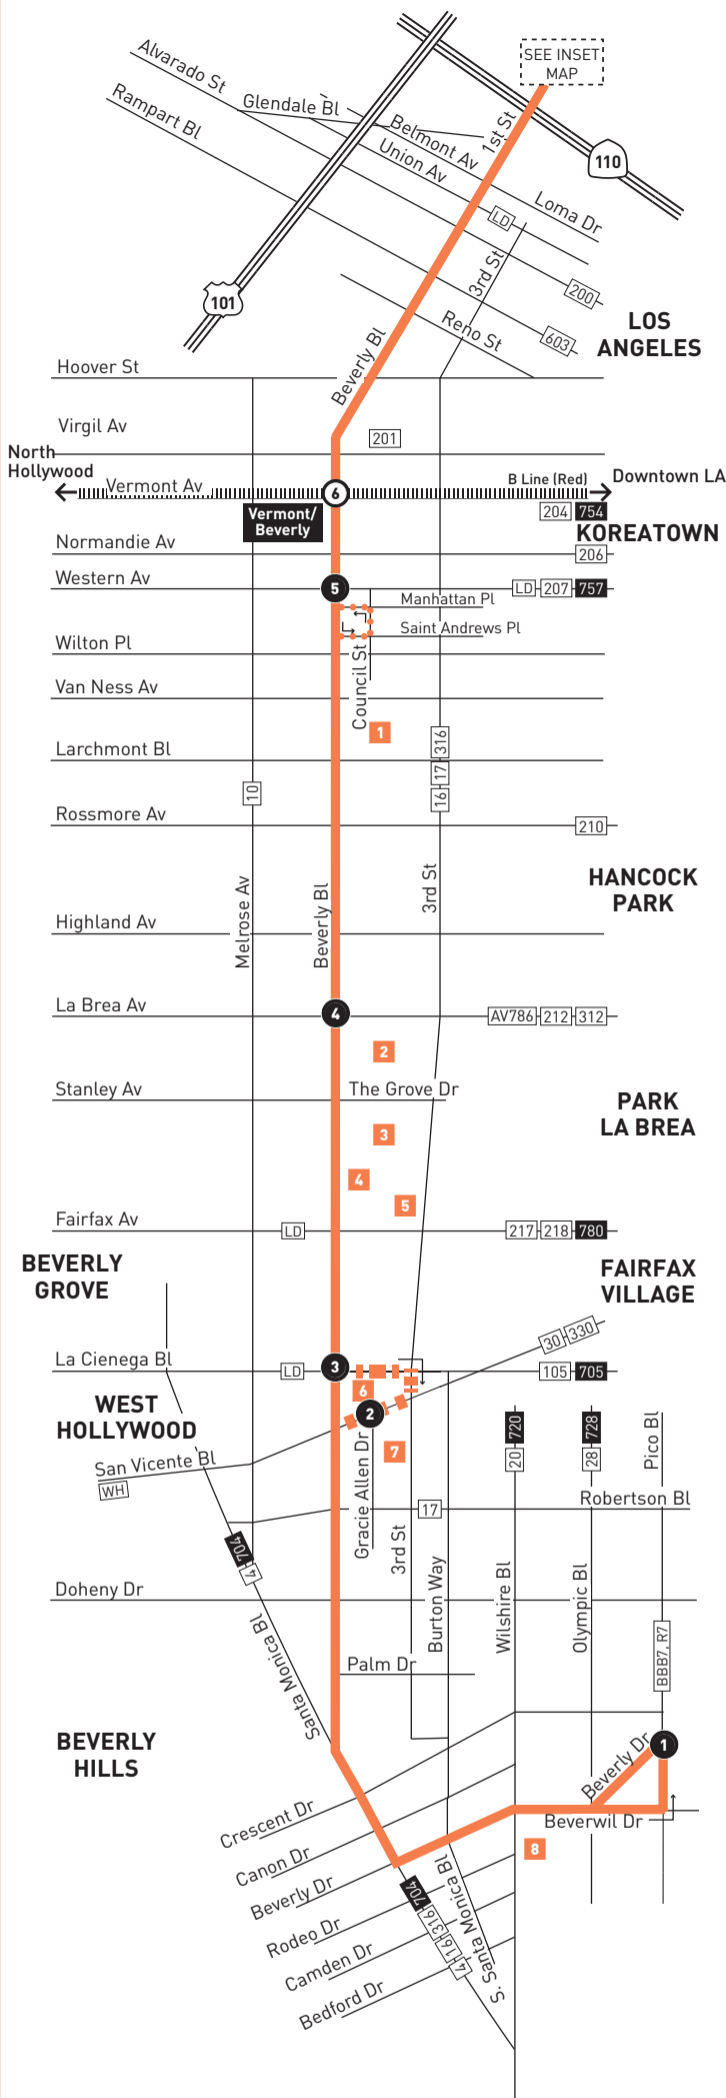 SEE INSET
MAP
Alvarado St
Glendale Bl
Rampart Bl
Belmont Av
Union Av
1st St
110
Loma Dr
LD
3rd St
200
101
Reno St
603
LOS
ANGELES
Beverly Bl
Hoover St
Virgil Av
201
North
Hollywood
Vermont Av
6
B Line (Red)
Downtown LA
Vermont/
Beverly
204
754
KOREATOWN
Normandie Av
206
Western Av
5
LD
207
757
Manhattan Pl
Saint Andrews Pl
Wilton Pl
Council St
Van Ness Av
1
Larchmont Bl
16
17
316
10
Rossmore Av
210
HANCOCK
PARK
Melrose Av
Beverly Bl
3rd St
Highland Av
La Brea Av
4
AV786
212
312
2
Stanley Av
The Grove Dr
PARK
LA BREA
3
4
5
Fairfax Av
LD
217
218
780
BEVERLY
GROVE
FAIRFAX
VILLAGE
30
330
La Cienega Bl
LD
3
105
705
6
WEST
HOLLYWOOD
2
20
720
28
728
Pico Bl
San Vicente Bl
WH
7
Gracie Allen Dr
17
Robertson Bl
3rd St
4
704
Burton Way
Wilshire Bl
Olympic Bl
Doheny Dr
Santa Monica Bl
BBB7, R7
Palm Dr
BEVERLY
HILLS
1
Beverly Dr
Crescent Dr
Beverwil Dr
Canon Dr
8
Beverly Dr
Rodeo Dr
704
4
16
316
S. Santa Monica Bl
Camden Dr
Bedford Dr